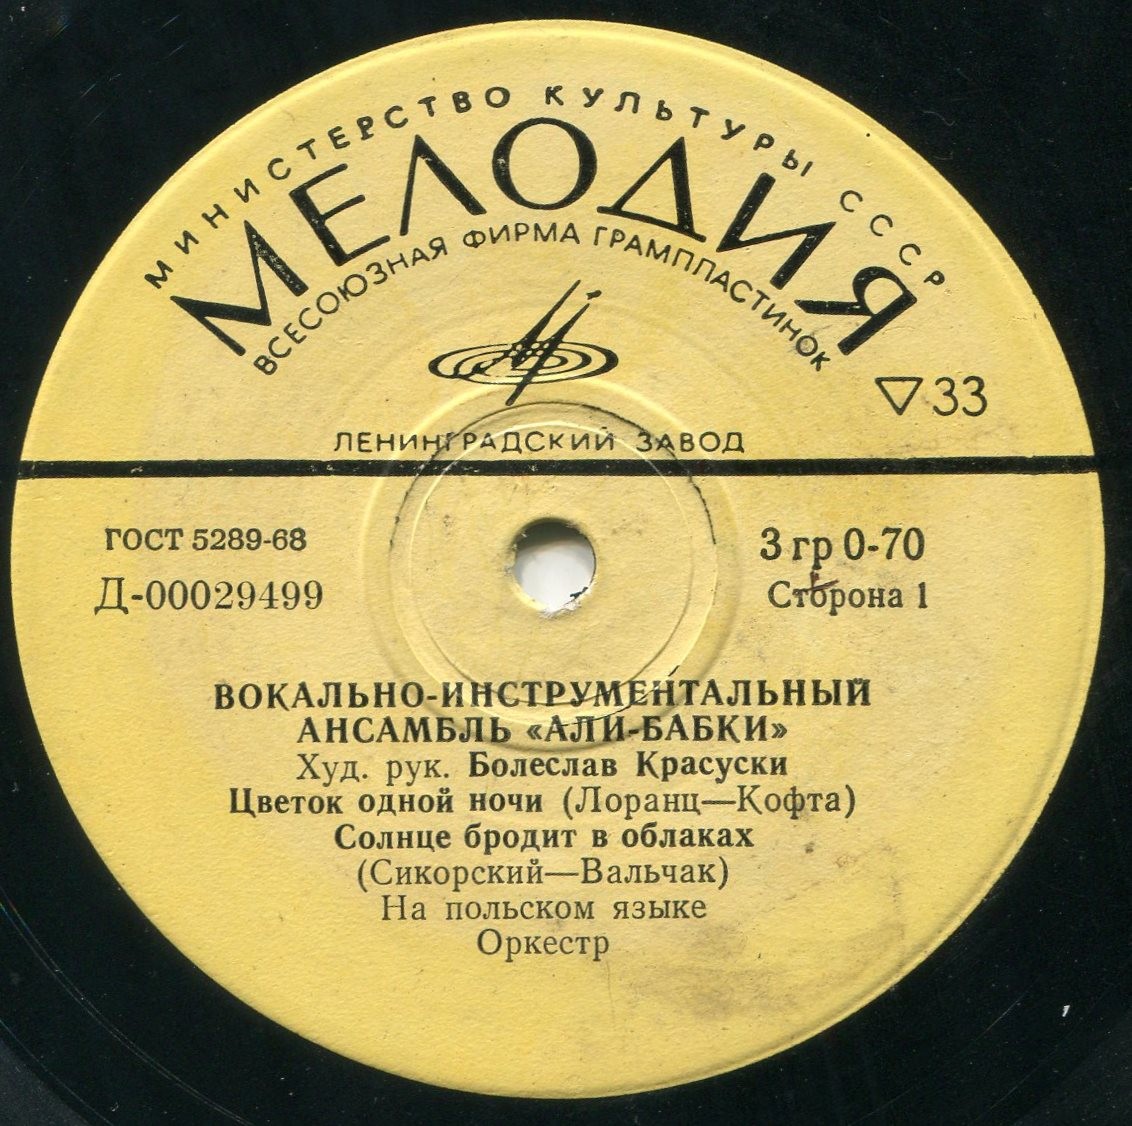 МИНИСТЕРСТВО КУЛЬТУРЫ СССР
МЕЛОДИЯ
ВСЕСОЮЗНАЯ ФИРМА ГРАМПЛАСТИНОК
33
ЛЕНИНГРАДСКИЙ ЗАВОД
ГОСТ 5289-68
3 гр 0-70
Д-00029499
Сторона 1
ВОКАЛЬНО-ИНСТРУМЕНТАЛЬНЫЙ
АНСАМБЛЬ «АЛИ-БАБКИ»
Худ. рук. Болеслав Красуски
Цветок одной ночи (Лоранц—Кофта)
Солнце бродит в облаках
(Сикорский—Вальчак)
На польском языке
Оркестр